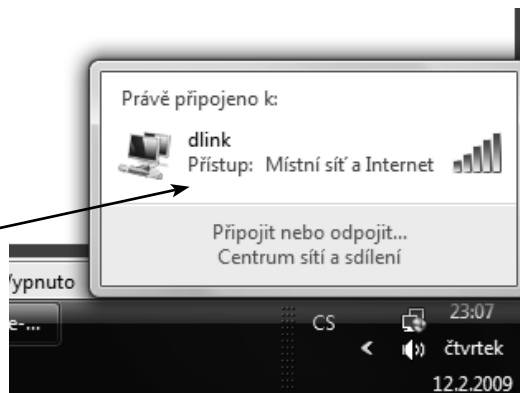 Právě připojeno k:
dlink
Přístup: Místní síť a Internet
Připojit nebo odpojit...
Centrum sítí a sdílení
Vypnuto
e-...
CS
23:07
čtvrtek
12.2.2009